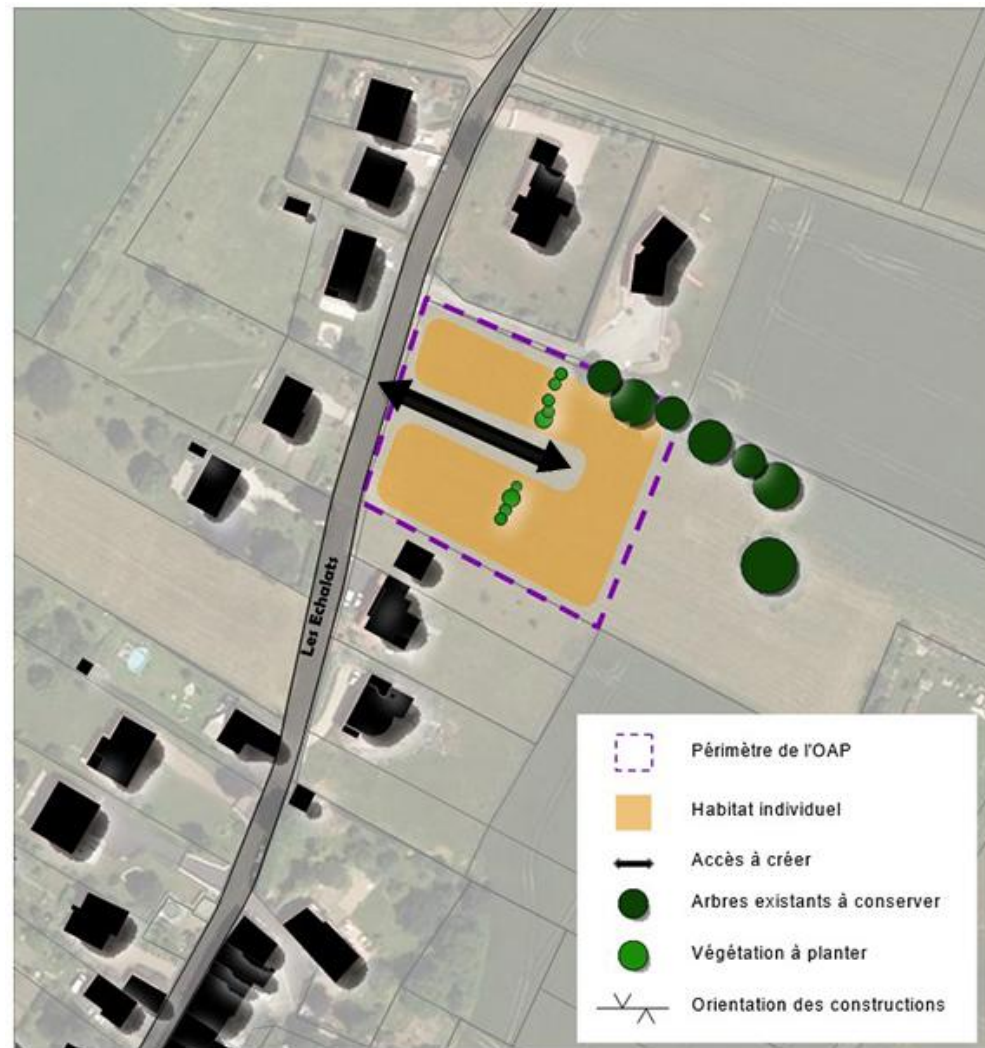 Les Echalats
Périmètre de l'OAP
Habitat individuel
Accès à créer
Arbres existants à conserver
Végétation à planter
Orientation des constructions